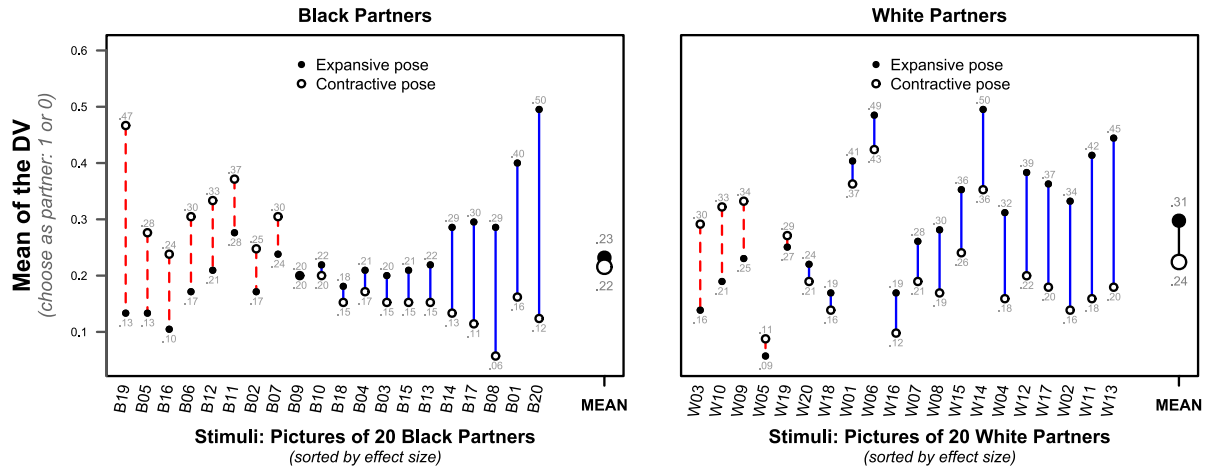 Black Partners
White Partners
Mean of the DV
(choose as partner: 1 or 0)
0.6
0.5
0.4
0.3
0.2
0.1
Expansive pose
Contractive pose
.47
.13
.28
.13
.24
.10
.30
.17
.33
.21
.37
.28
.25
.17
.30
.24
.20
.20
.22
.20
.18
.15
.21
.17
.20
.15
.21
.15
.22
.15
.29
.13
.30
.11
.29
.06
.40
.16
.50
.12
.23
.22
B19
B05
B16
B06
B12
B11
B02
B07
B09
B10
B18
B04
B03
B15
B13
B14
B17
B08
B01
B20
MEAN
Stimuli: Pictures of 20 Black Partners
(sorted by effect size)
Expansive pose
Contractive pose
.30
.16
.33
.21
.34
.25
.11
.09
.29
.27
.24
.21
.19
.16
.41
.37
.49
.43
.19
.12
.28
.21
.30
.19
.36
.26
.50
.36
.32
.18
.39
.22
.37
.20
.34
.16
.42
.18
.45
.20
.31
.24
W03
W10
W09
W05
W19
W20
W18
W01
W06
W16
W07
W08
W15
W14
W04
W12
W17
W02
W11
W13
MEAN
Stimuli: Pictures of 20 White Partners
(sorted by effect size)